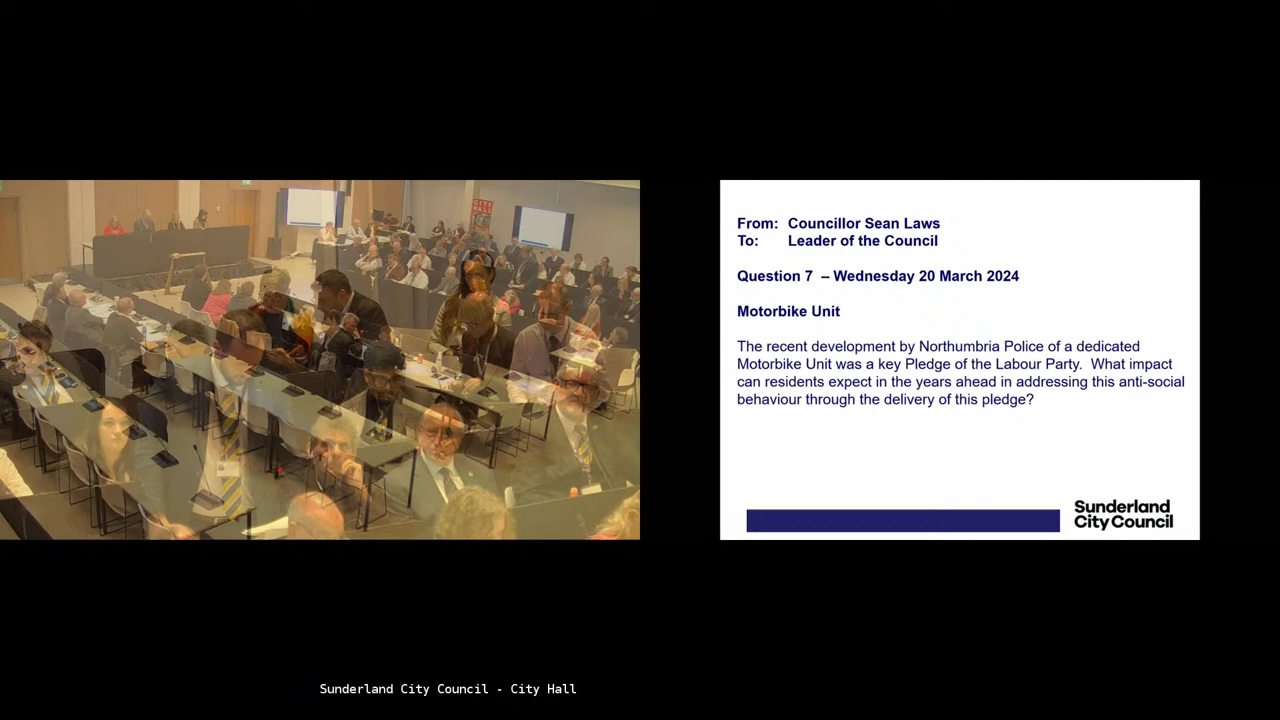 CITY
HALL
From: Councillor Sean Laws
To: Leader of the Council
Question 7 – Wednesday 20 March 2024
Motorbike Unit
The recent development by Northumbria Police of a dedicated
Motorbike Unit was a key Pledge of the Labour Party. What impact
can residents expect in the years ahead in addressing this anti-social
behaviour through the delivery of this pledge?
Sunderland
City Council
Sunderland City Council - City Hall